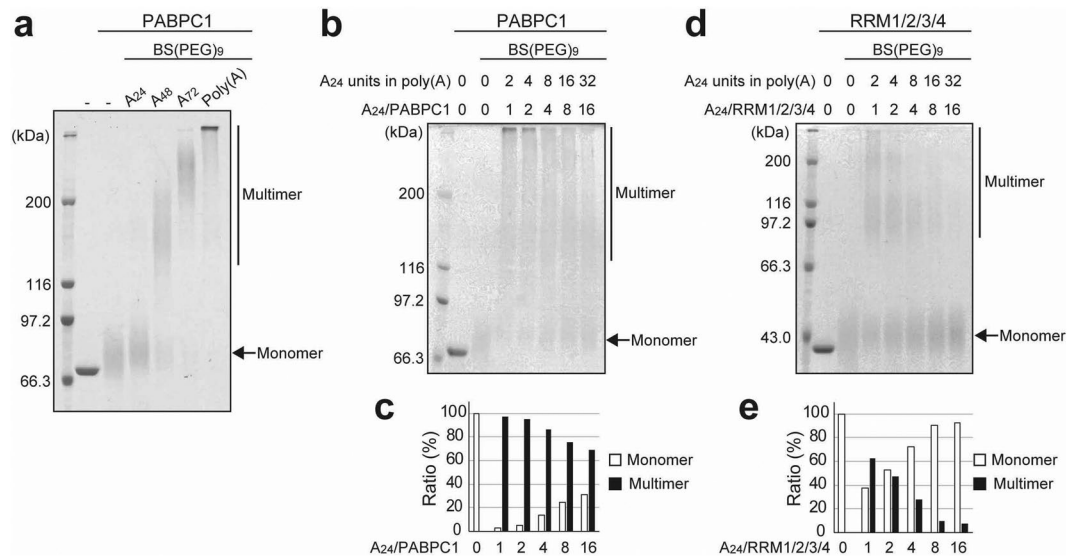 a
PABPC1
BS(PEG)9
- - A24 A48 A72 Poly(A)
(kDa)
200
116
97.2
66.3
Multimer
Monomer
b
PABPC1
BS(PEG)9
A24 units in poly(A) 0 0 2 4 8 16 32
A24/PABPC1 0 0 1 2 4 8 16
(kDa)
200
116
97.2
66.3
Multimer
Monomer
c
Ratio (%)
100
80
60
40
20
0
0 1 2 4 8 16
A24/PABPC1
Monomer
Multimer
d
RRM1/2/3/4
BS(PEG)9
A24 units in poly(A) 0 0 2 4 8 16 32
A24/RRM1/2/3/4 0 0 1 2 4 8 16
(kDa)
200
116
97.2
66.3
43.0
Multimer
Monomer
e
Ratio (%)
100
80
60
40
20
0
0 1 2 4 8 16
A24/RRM1/2/3/4
Monomer
Multimer